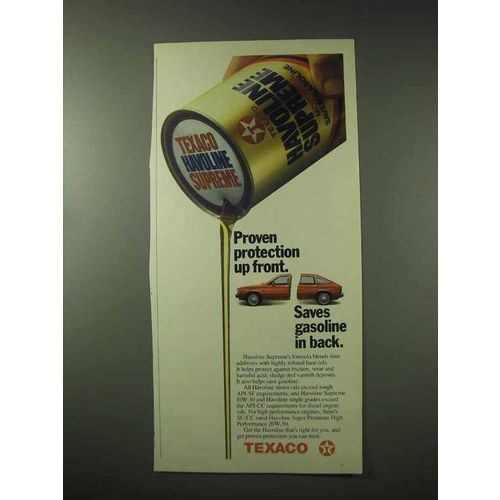 TEXACO
HAVOLINE
SUPREME
TEXACO
HAVOLINE
SUPREME
Proven
protection
up front.
Saves
gasoline
in back.
Havoline Supreme's formula blends nine
additives with highly refined base oils.
It helps protect against friction, wear and
harmful acid, sludge and varnish deposits.
It also helps save gasoline.
All Havoline motor oils exceed tough
API-SF requirements, and Havoline Supreme
10W-30 and Havoline single grades exceed
the API-CC requirements for diesel engine
oils. For high performance engines, there's
SF/CC rated Havoline Super Premium High
Performance 20W-50.
Get the Havoline that's right for you, and
get proven protection you can trust.
TEXACO